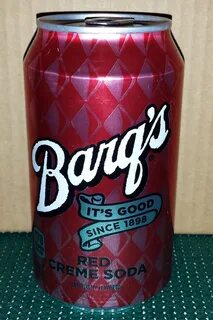 Barq's
IT'S GOOD
SINCE 1898
RED
CREME SODA